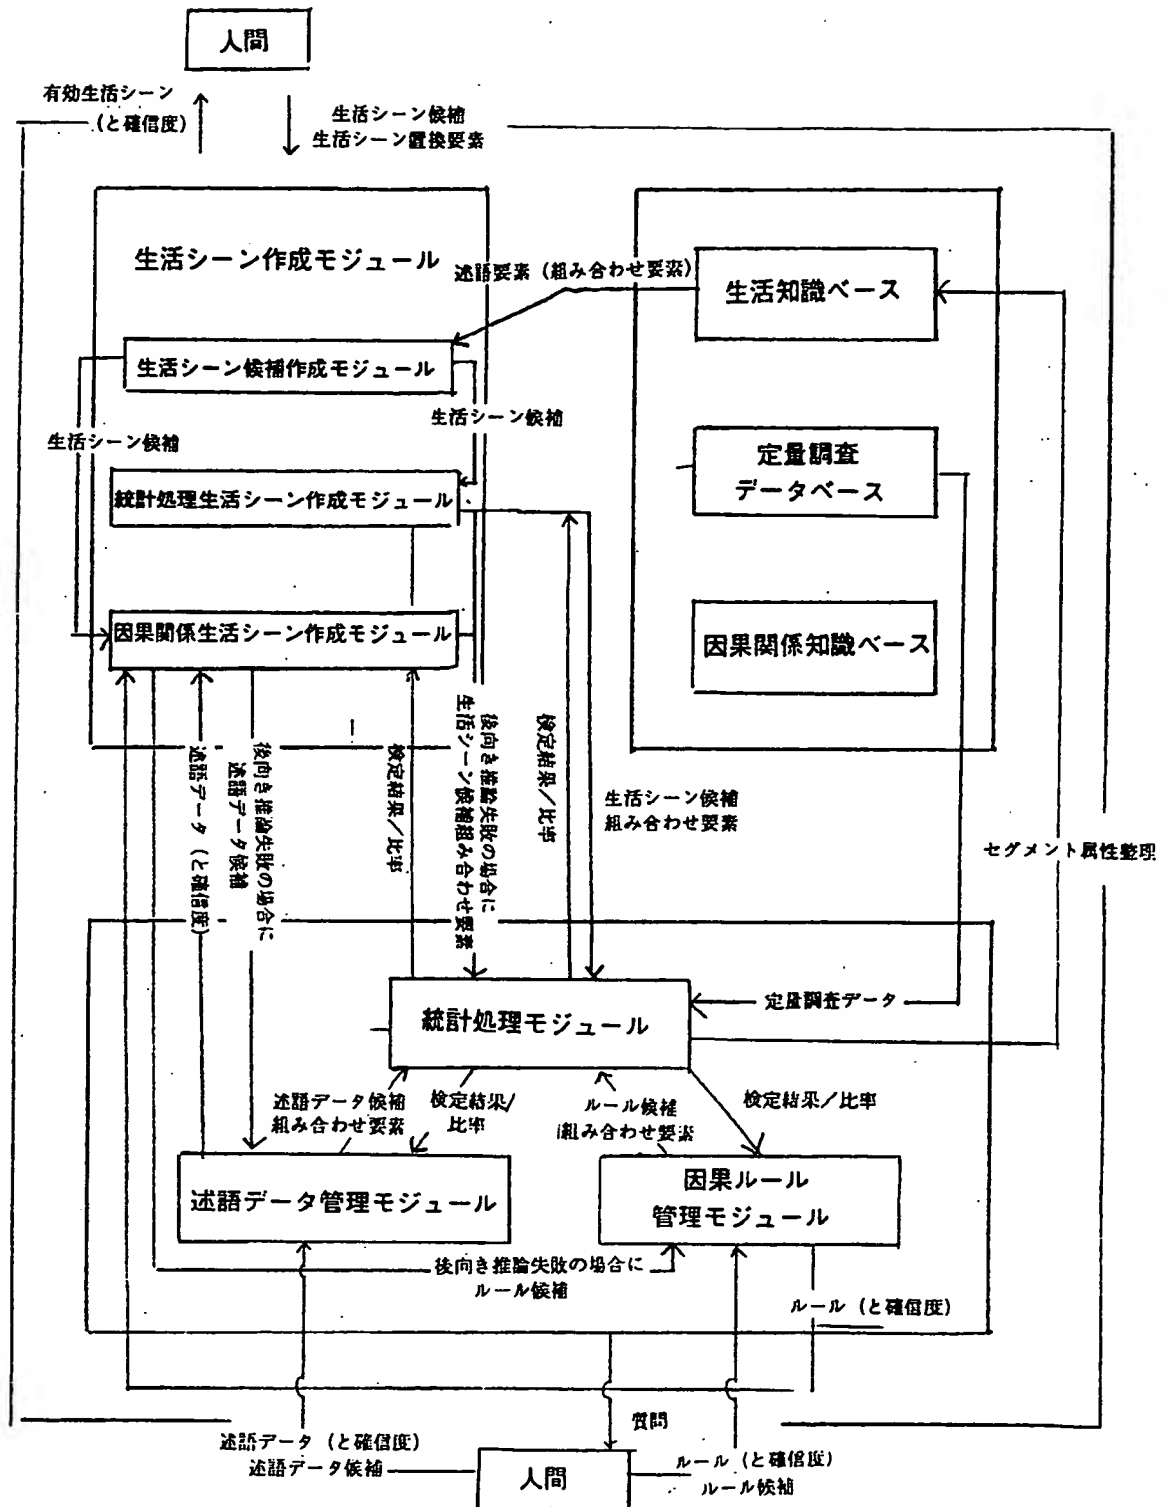 人間
有効生活シーン
(と確信度)
生活シーン候補
生活シーン置換要素
生活シーン作成モジュール
述語要素 (組み合わせ要素)
生活知識ベース
生活シーン候補作成モジュール
生活シーン候補
生活シーン候補
定量調査
データベース
統計処理生活シーン作成モジュール
因果関係生活シーン作成モジュール
因果関係知識ベース
述語データ (と確信度)
後向き推論失敗の場合に
述語データ候補
検定結果/比率
後向き推論失敗の場合に
生活シーン候補組み合わせ要素
検定結果/比率
生活シーン候補
組み合わせ要素
セグメント属性整理
統計処理モジュール
定量調査データ
述語データ候補
組み合わせ要素
検定結果/
比率
ルール候補
組み合わせ要素
検定結果/比率
述語データ管理モジュール
因果ルール
管理モジュール
後向き推論失敗の場合に
ルール候補
ルール (と確信度)
質問
述語データ (と確信度)
述語データ候補
人間
ルール (と確信度)
ルール候補